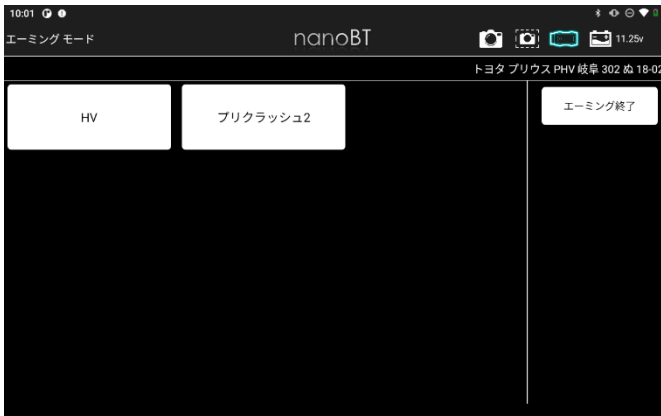 10:01
エーミング モード
nanoBT
11.25v
トヨタ プリウス PHV 岐阜 302 ぬ 18-02
HV
プリクラッシュ2
エーミング終了